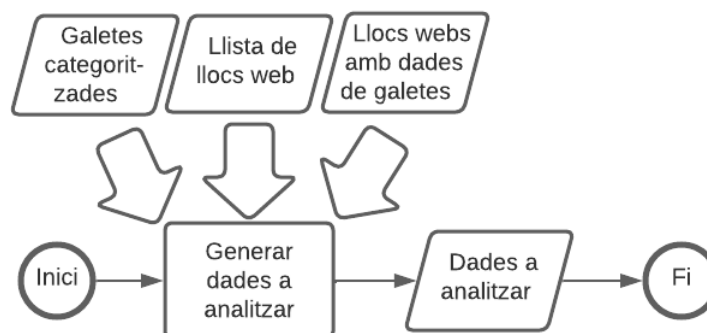 Galetes
categorit-
zades
Llista de
llocs web
Llocs webs
amb dades
de galetes
Inici
Generar
dades a
analitzar
Dades a
analitzar
Fi